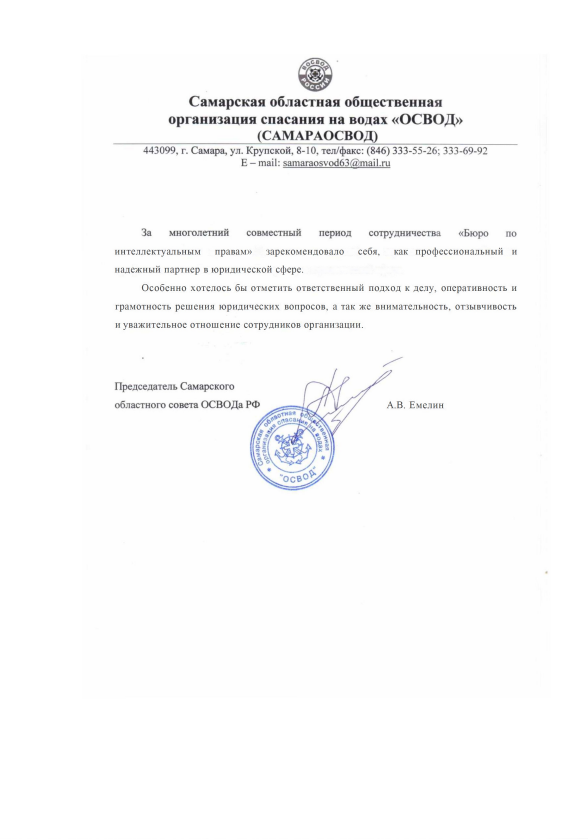 ВОСВОД
РОССИИ
Самарская областная общественная
организация спасания на водах «ОСВОД»
(САМАРАОСВОД)
443099, г. Самара, ул. Крупской, 8-10, тел/факс: (846) 333-55-26; 333-69-92
E – mail: samaraosvod63@mail.ru
За многолетний совместный период сотрудничества «Бюро по
интеллектуальным правам» зарекомендовало себя, как профессиональный и
надежный партнер в юридической сфере.
Особенно хотелось бы отметить ответственный подход к делу, оперативность и
грамотность решения юридических вопросов, а так же внимательность, отзывчивость
и уважительное отношение сотрудников организации.
Председатель Самарского
областного совета ОСВОДа РФ
А.В. Емелин
Самарская областная общественная
организация спасания на водах
"ОСВОД"